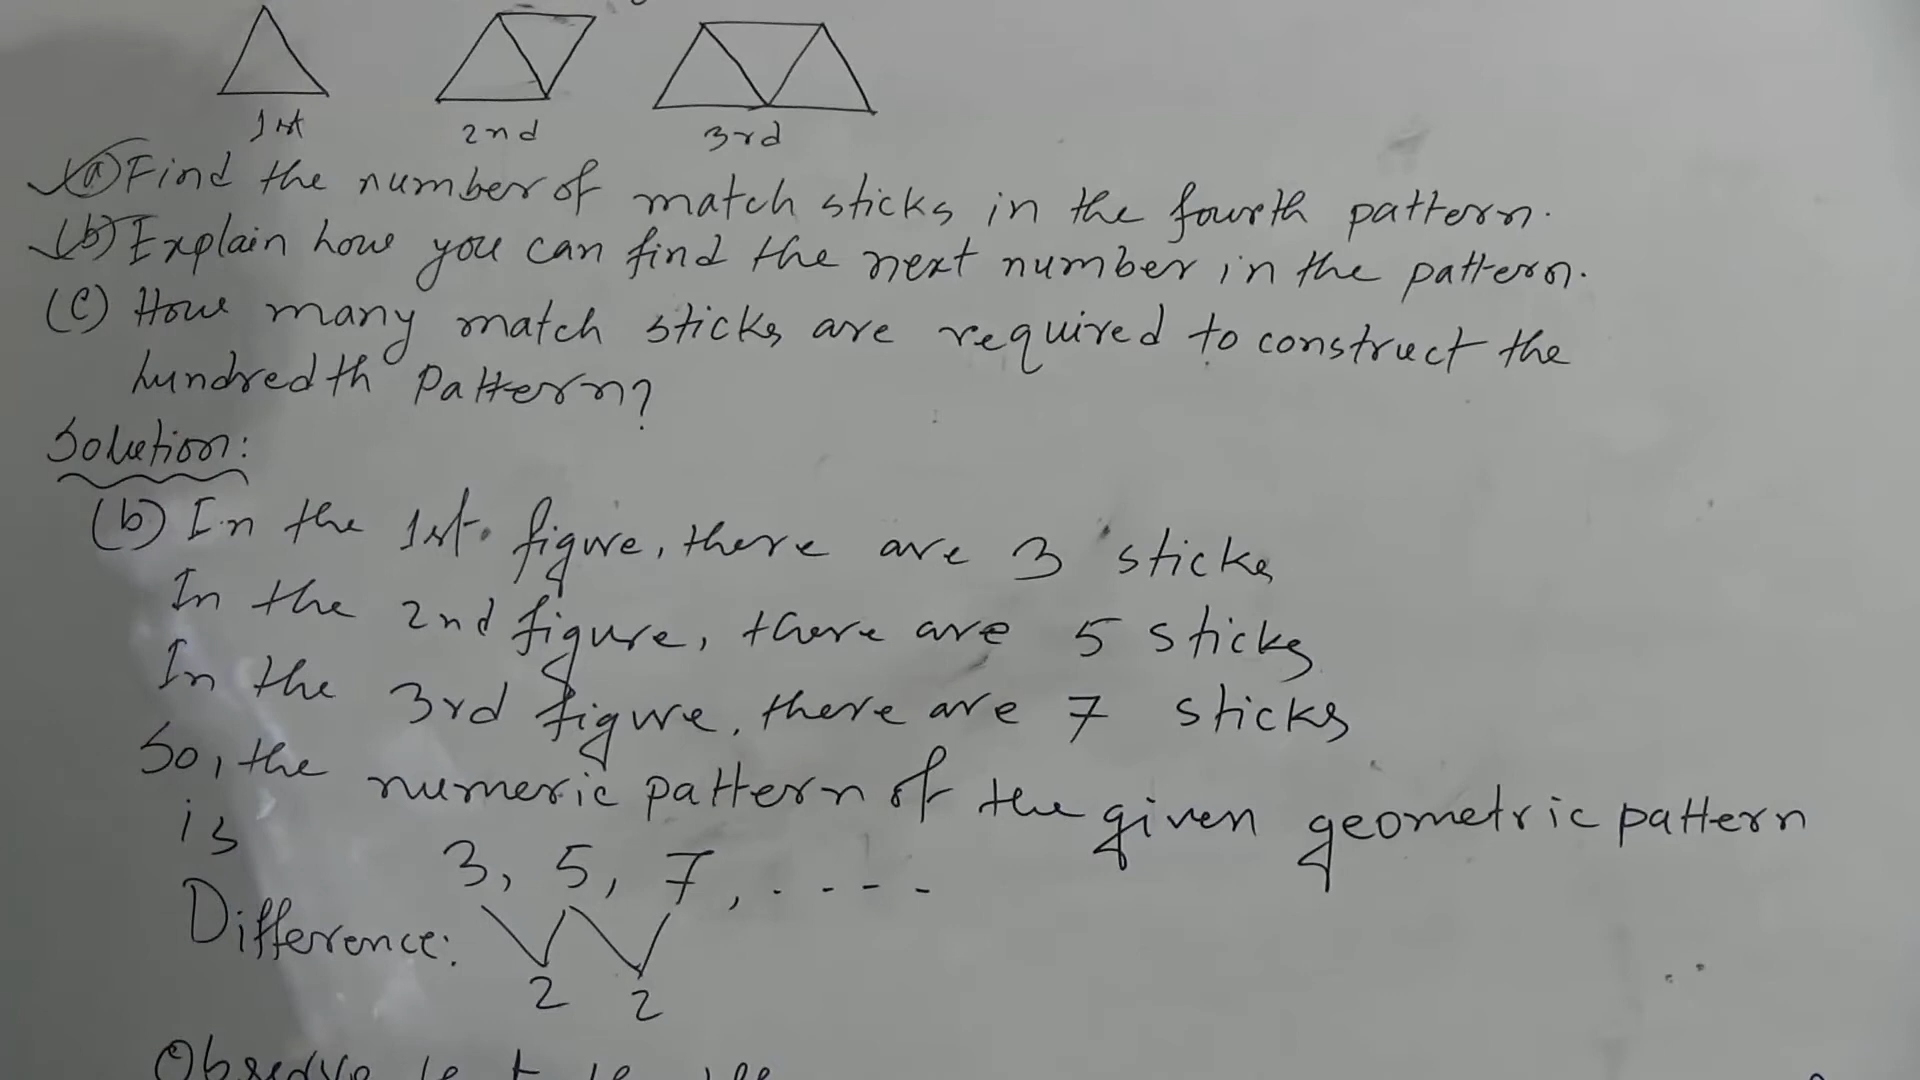 1st 2nd 3rd
(a) Find the number of match sticks in the fourth pattern.
(b) Explain how you can find the next number in the pattern.
(c) How many match sticks are required to construct the
hundredth pattern?
Solution:
(b) In the 1st. figure, there are 3 sticks
In the 2nd figure, there are 5 sticks
In the 3rd figure, there are 7 sticks
So, the numeric pattern of the given geometric pattern
is
3, 5, 7, .----
Difference:
2 2